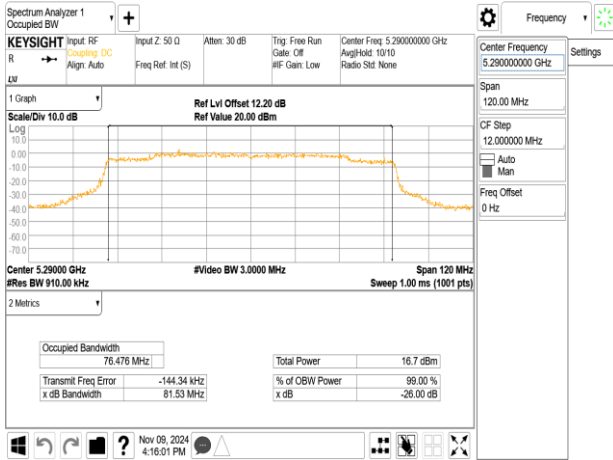 Spectrum Analyzer 1
Occupied BW
Frequency
KEYSIGHT
Input: RF
Coupling: DC
Align: Auto
Input Z: 50 Ω
Freq Ref: Int (S)
Atten: 30 dB
Trig: Free Run
Gate: Off
#IF Gain: Low
Center Freq: 5.290000000 GHz
Avg|Hold: 10/10
Radio Std: None
R
LXI
Center Frequency
5.290000000 GHz
Settings
Span
120.00 MHz
CF Step
12.000000 MHz
Auto
Man
Freq Offset
0 Hz
1 Graph
Scale/Div 10.0 dB
Ref Lvl Offset 12.20 dB
Ref Value 20.00 dBm
Log
10.0
0.00
-10.0
-20.0
-30.0
-40.0
-50.0
-60.0
-70.0
Center 5.29000 GHz
#Res BW 910.00 kHz
#Video BW 3.0000 MHz
Span 120 MHz
Sweep 1.00 ms (1001 pts)
2 Metrics
Occupied Bandwidth
76.476 MHz
Transmit Freq Error -144.34 kHz
x dB Bandwidth 81.53 MHz
Total Power 16.7 dBm
% of OBW Power 99.00 %
x dB -26.00 dB
Nov 09, 2024
4:16:01 PM